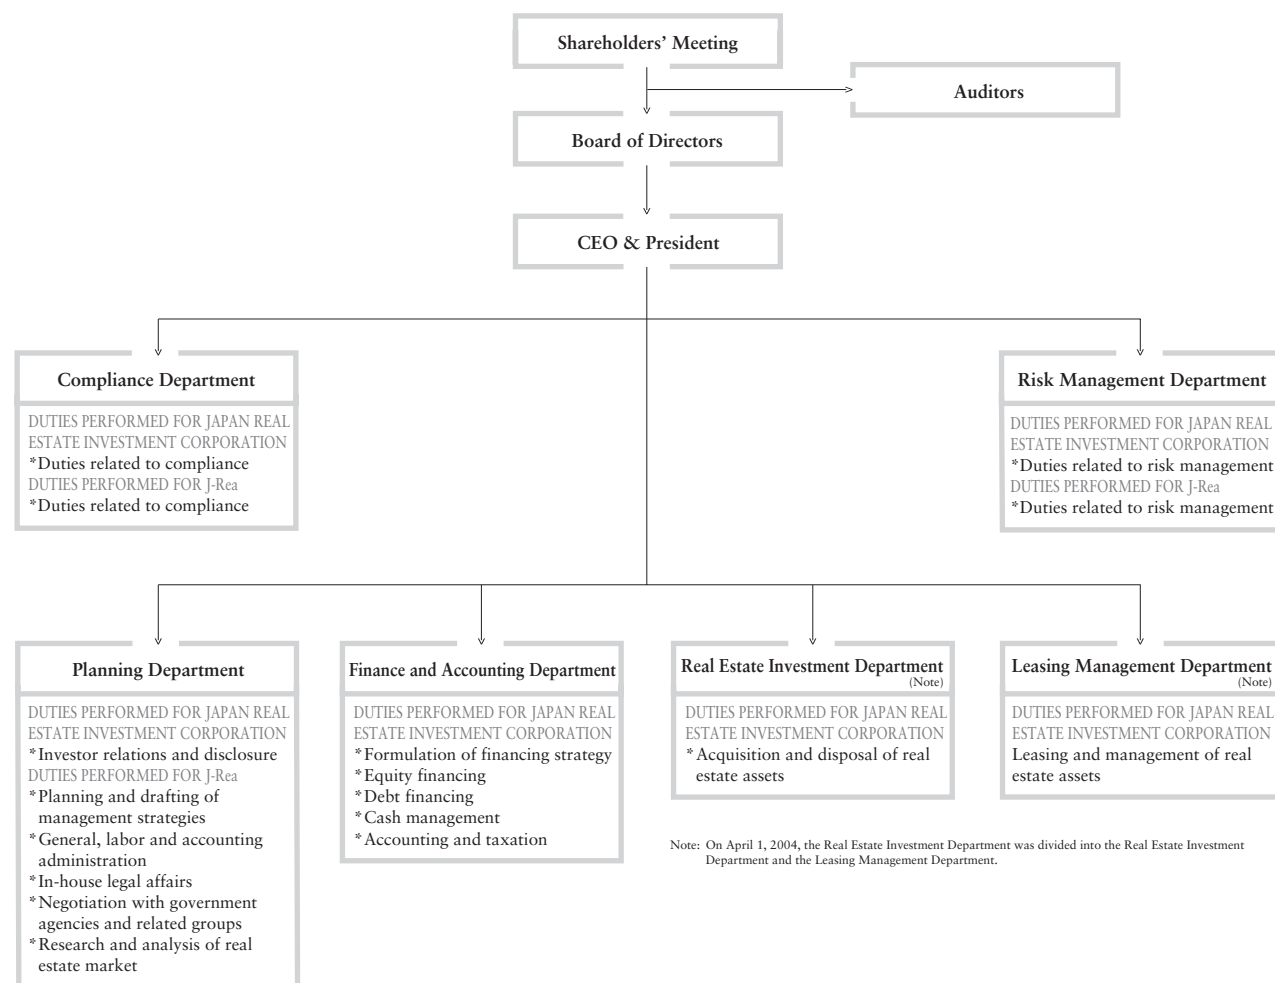 Shareholders’ Meeting
Auditors
Board of Directors
CEO & President
Compliance Department
DUTIES PERFORMED FOR JAPAN REAL
ESTATE INVESTMENT CORPORATION
*Duties related to compliance
DUTIES PERFORMED FOR J-Rea
*Duties related to compliance
Risk Management Department
DUTIES PERFORMED FOR JAPAN REAL
ESTATE INVESTMENT CORPORATION
*Duties related to risk management
DUTIES PERFORMED FOR J-Rea
*Duties related to risk management
Planning Department
DUTIES PERFORMED FOR JAPAN REAL
ESTATE INVESTMENT CORPORATION
*Investor relations and disclosure
DUTIES PERFORMED FOR J-Rea
*Planning and drafting of
management strategies
*General, labor and accounting
administration
*In-house legal affairs
*Negotiation with government
agencies and related groups
*Research and analysis of real
estate market
Finance and Accounting Department
DUTIES PERFORMED FOR JAPAN REAL
ESTATE INVESTMENT CORPORATION
*Formulation of financing strategy
*Equity financing
*Debt financing
*Cash management
*Accounting and taxation
Real Estate Investment Department
(Note)
DUTIES PERFORMED FOR JAPAN REAL
ESTATE INVESTMENT CORPORATION
*Acquisition and disposal of real
estate assets
Leasing Management Department
(Note)
DUTIES PERFORMED FOR JAPAN REAL
ESTATE INVESTMENT CORPORATION
Leasing and management of real
estate assets
Note: On April 1, 2004, the Real Estate Investment Department was divided into the Real Estate Investment
Department and the Leasing Management Department.